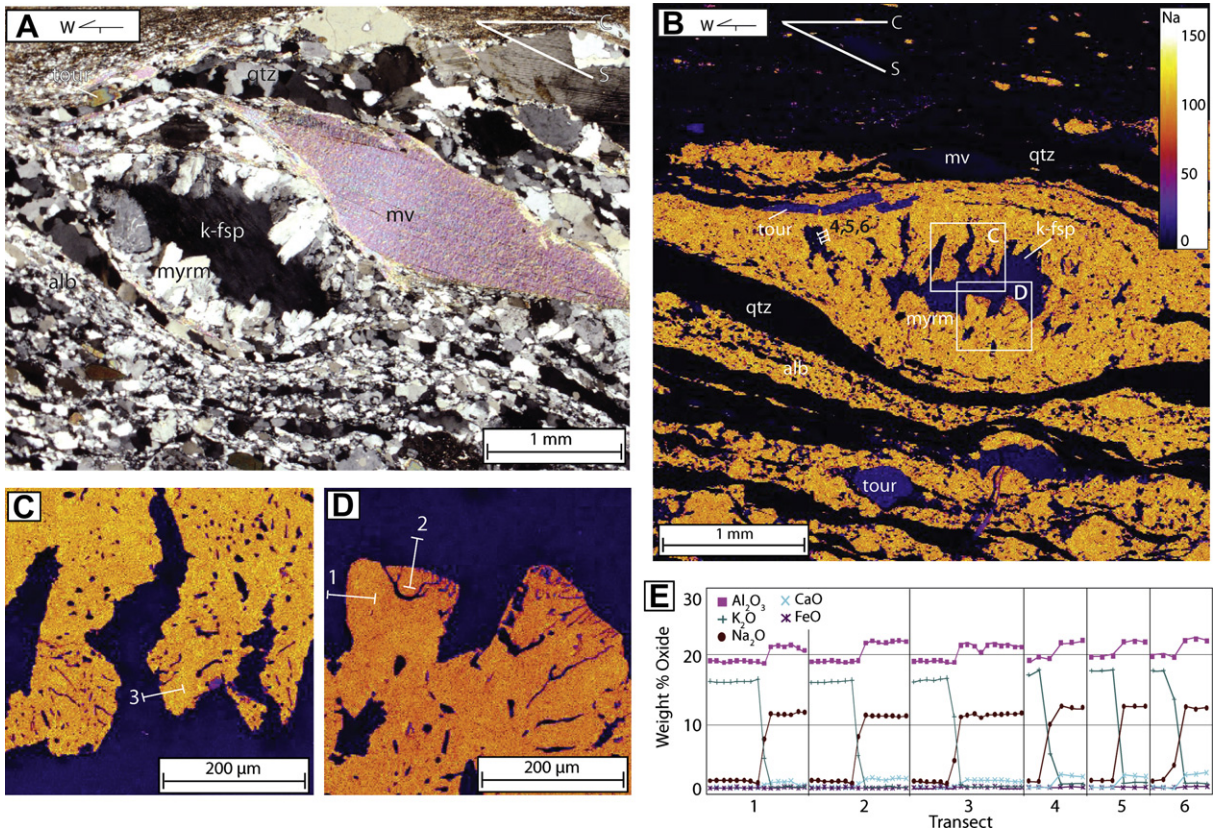 A
W
C
S
tour
qtz
mv
k-fsp
myrm
alb
1 mm
B
W
C
S
Na
150
100
50
0
mv
qtz
tour
4,5,6
C
k-fsp
D
qtz
myrm
alb
tour
1 mm
C
3
200 µm
D
2
1
200 µm
E
30
20
10
0
Weight % Oxide
Al2O3
K2O
Na2O
CaO
FeO
1 2 3 4 5 6
Transect